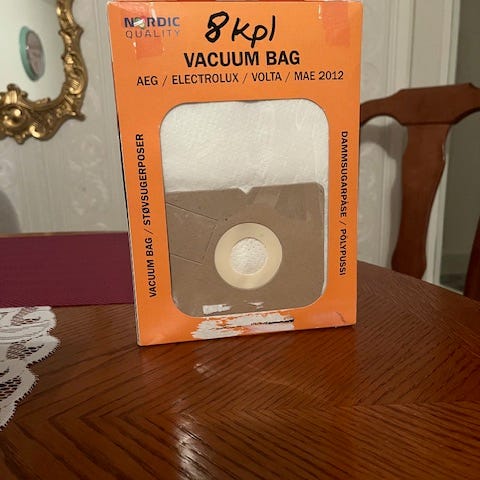 NORDIC
QUALITY
8 kpl
VACUUM BAG
AEG / ELECTROLUX / VOLTA / MAE 2012
VACUUM BAG / STØVSUGERPOSER
DAMMSUGARPÅSE / PÖLYPUSSI